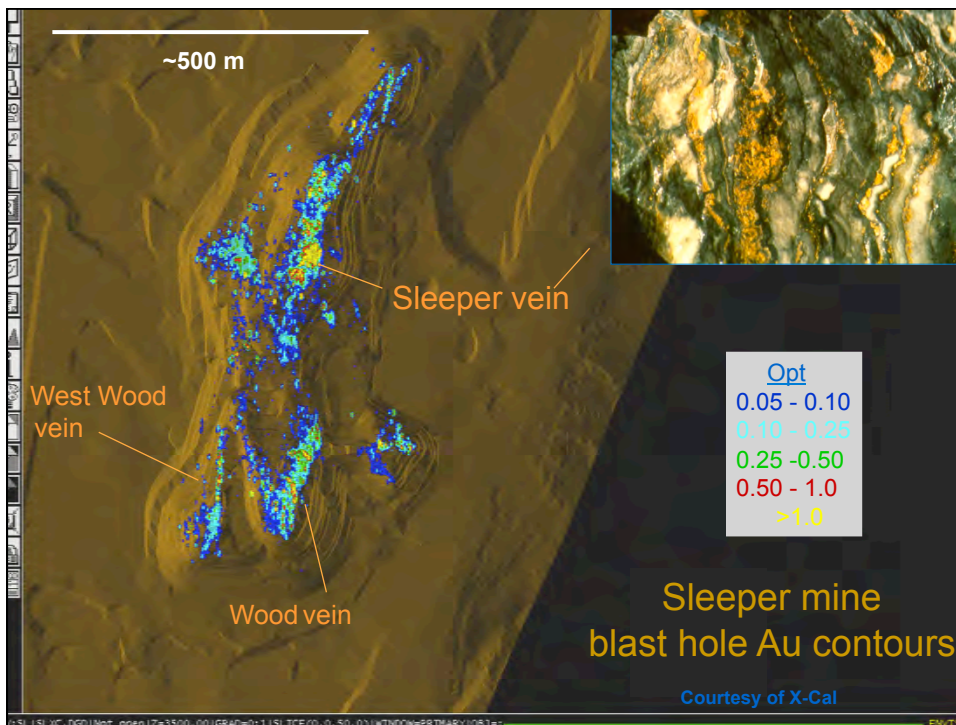 ~500 m
Sleeper vein
West Wood
vein
Wood vein
Opt
0.05 - 0.10
0.10 - 0.25
0.25 -0.50
0.50 - 1.0
>1.0
Sleeper mine
blast hole Au contours
Courtesy of X-Cal